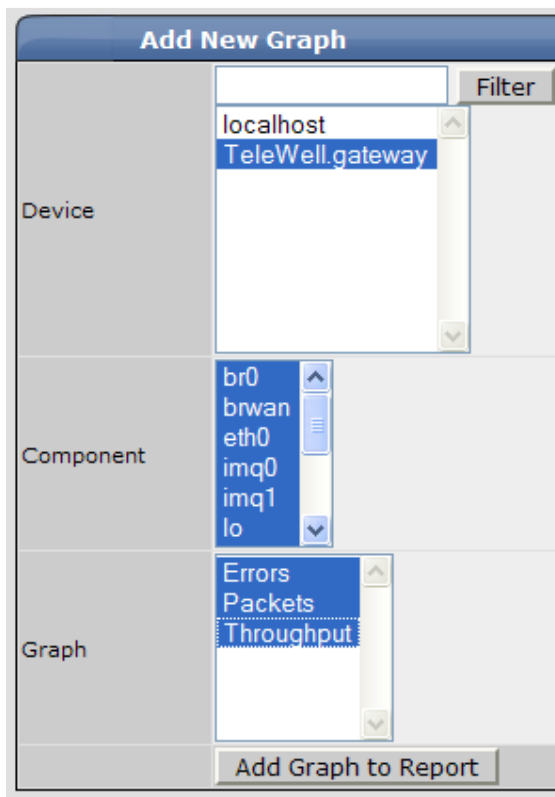 Add New Graph
Filter
Device
localhost
TeleWell.gateway
Component
br0
brwan
eth0
imq0
imq1
lo
Graph
Errors
Packets
Throughput
Add Graph to Report